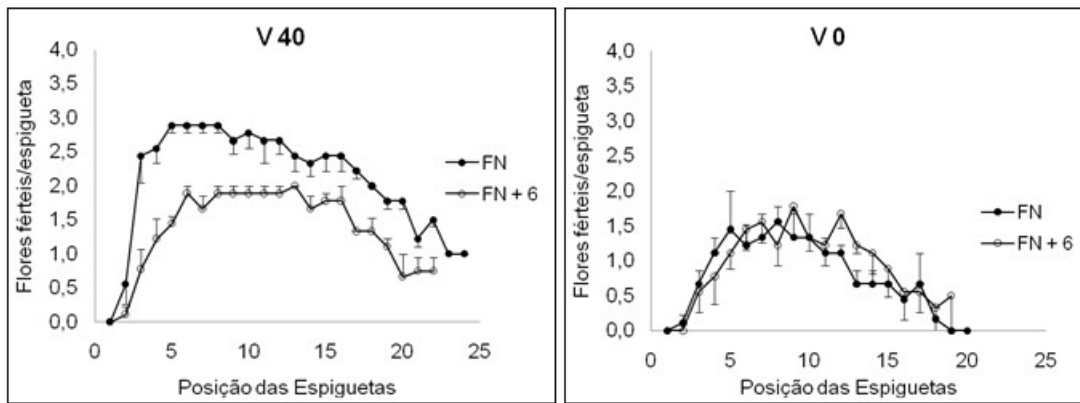 V 40
Flores férteis/espigueta
4,0
3,5
3,0
2,5
2,0
1,5
1,0
0,5
0,0
0 5 10 15 20 25
Posição das Espiguetas
FN
FN + 6
V 0
Flores férteis/espigueta
4,0
3,5
3,0
2,5
2,0
1,5
1,0
0,5
0,0
0 5 10 15 20 25
Posição das Espiguetas
FN
FN + 6